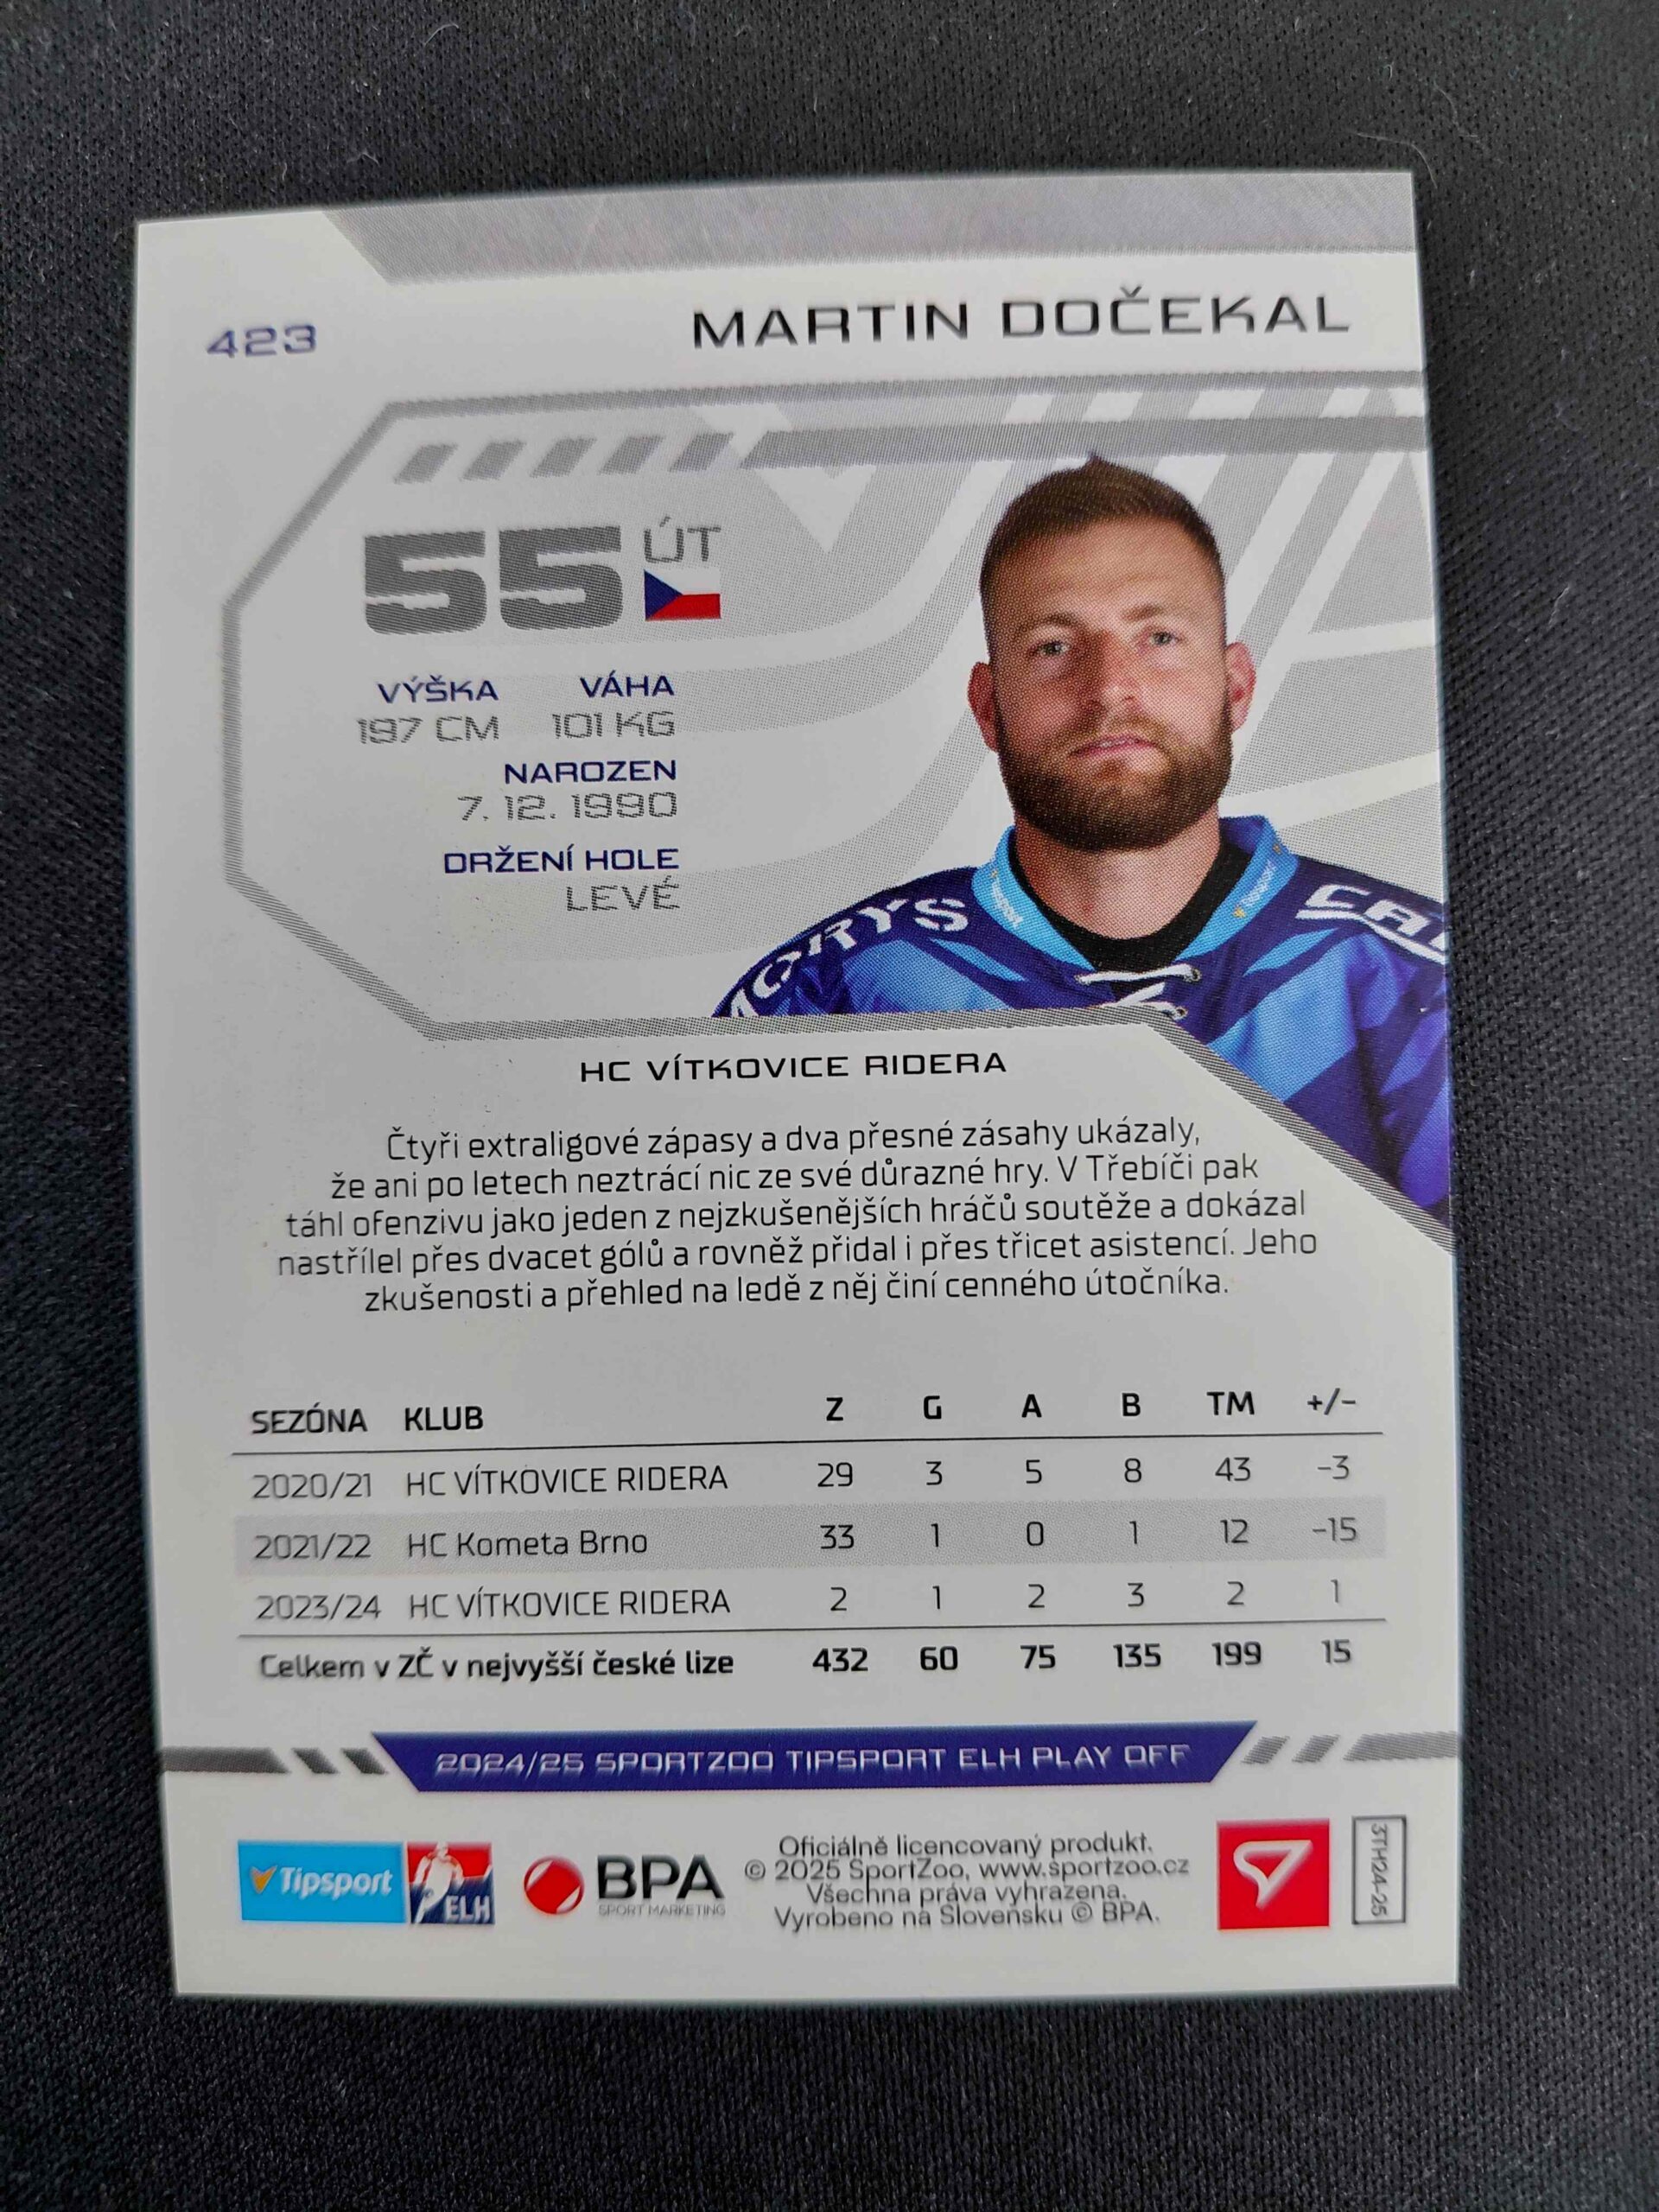 423
MARTIN DOČEKAL
55 ÚT
VÝŠKA VÁHA
197 CM 101 KG
NAROZEN
7. 12. 1990
DRŽENÍ HOLE
LEVÉ
MORYS
Tipsport
Tipsport
HC VÍTKOVICE RIDERA
Čtyři extraligové zápasy a dva přesné zásahy ukázaly,
že ani po letech neztrácí nic ze své důrazné hry. V Třebíči pak
táhl ofenzivu jako jeden z nejzkušenějších hráčů soutěže a dokázal
nastřílel přes dvacet gólů a rovněž přidal i přes třicet asistencí. Jeho
zkušenosti a přehled na ledě z něj činí cenného útočníka.
SEZÓNA KLUB Z G A B TM +/-
2020/21 HC VÍTKOVICE RIDERA 29 3 5 8 43 -3
2021/22 HC Kometa Brno 33 1 0 1 12 -15
2023/24 HC VÍTKOVICE RIDERA 2 1 2 3 2 1
Celkem v ZČ v nejvyšší české lize 432 60 75 135 199 15
2024/25 SPORTZOO TIPSPORT ELH PLAY OFF
Tipsport ELH
BPA
SPORT MARKETING
Oficiálně licencovaný produkt.
© 2025 SportZoo, www.sportzoo.cz
Všechna práva vyhrazena.
Vyrobeno na Slovensku © BPA.
3TH24-25